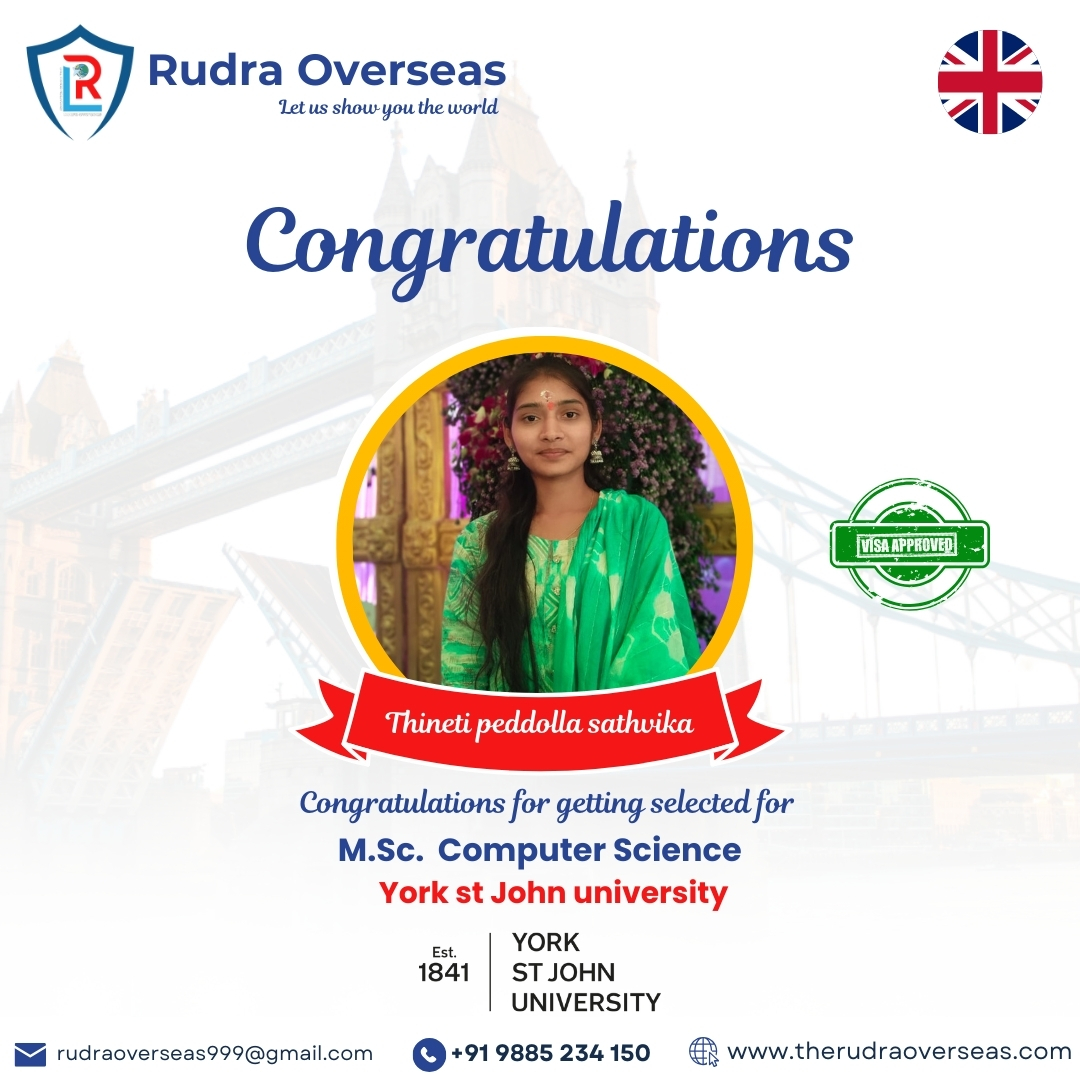 Rudra Overseas
Let us show you the world
Congratulations
VISA APPROVED
Thineti peddolla sathvika
Congratulations for getting selected for
M.Sc. Computer Science
York st John university
Est.
1841
YORK
ST JOHN
UNIVERSITY
rudraoverseas999@gmail.com
+91 9885 234 150
www.therudraoverseas.com